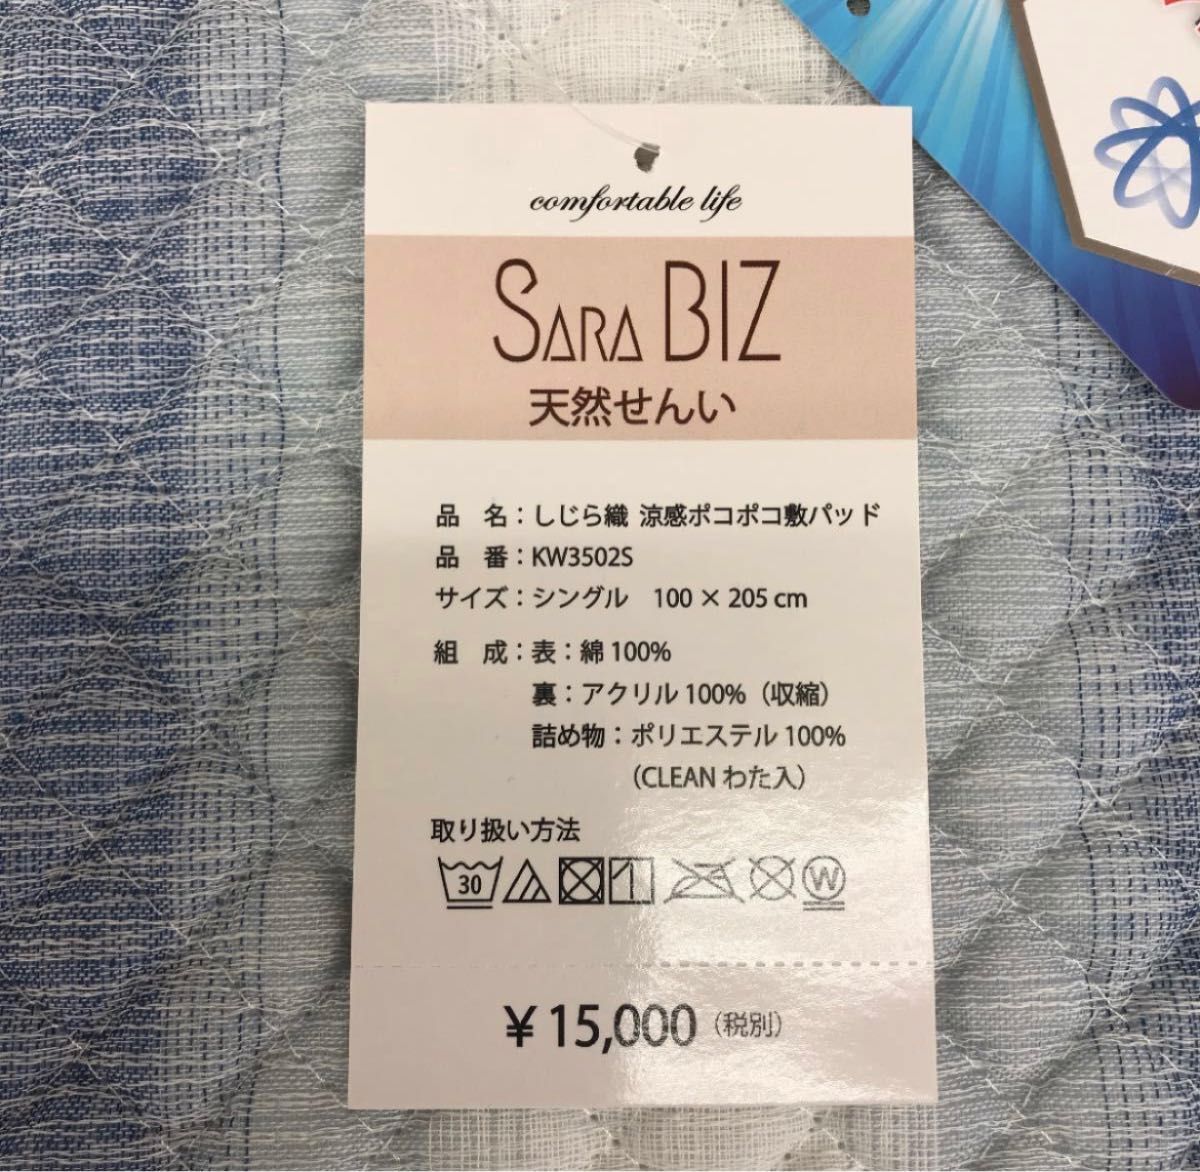 comfortable life
SARA BIZ
天然せんい
品　名：しじら織 涼感ポコポコ敷パッド
品　番：KW3502S
サイズ：シングル　100 × 205 cm
組　成：表：綿 100%
裏：アクリル 100%（収縮）
詰め物：ポリエステル 100%
（CLEAN わた入）
取り扱い方法
30
W
￥15,000（税別）